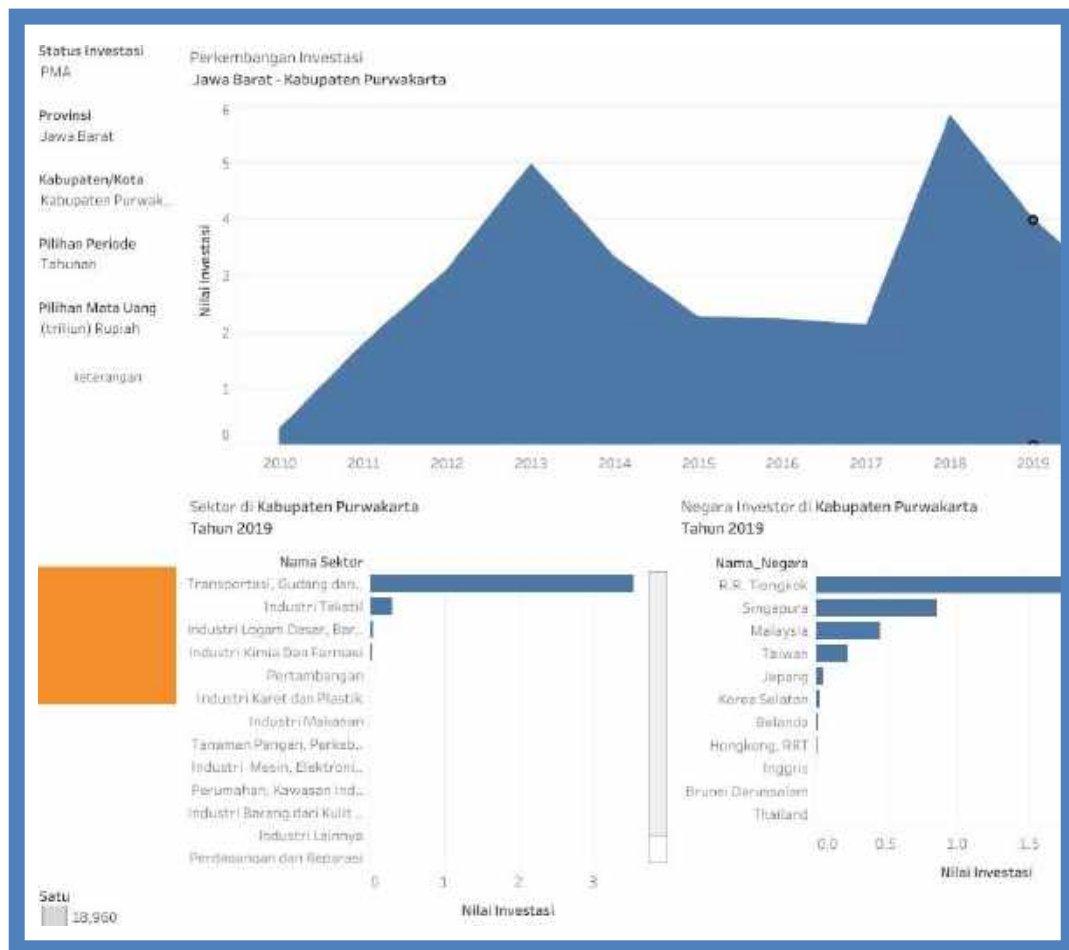 Status Investasi
PMA
Provinsi
Jawa Barat
Kabupaten/Kota
Kabupaten Purwak...
Pilihan Periode
Tahunan
Pilihan Mata Uang
(triliun) Rupiah
keterangan
Perkembangan Investasi
Jawa Barat - Kabupaten Purwakarta
Nilai Investasi
6
5
4
3
2
1
0
2010 2011 2012 2013 2014 2015 2016 2017 2018 2019
Sektor di Kabupaten Purwakarta
Tahun 2019
Nama Sektor
Transportasi, Gudang dan..
Industri Tekstil
Industri Logam Dasar, Bar..
Industri Kimia Dan Farmasi
Pertambangan
Industri Karet dan Plastik
Industri Makanan
Tanaman Pangan, Perkeb..
Industri Mesin, Elektroni..
Perumahan, Kawasan Ind..
Industri Barang dari Kulit ..
Industri Lainnya
Perdagangan dan Reparasi
0 1 2 3
Nilai Investasi
Negara Investor di Kabupaten Purwakarta
Tahun 2019
Nama_Negara
R.R. Tiongkok
Singapura
Malaysia
Taiwan
Jepang
Korea Selatan
Belanda
Hongkong, RRT
Inggris
Brunei Darussalam
Thailand
0,0 0,5 1,0 1,5
Nilai Investasi
Satu
18,960